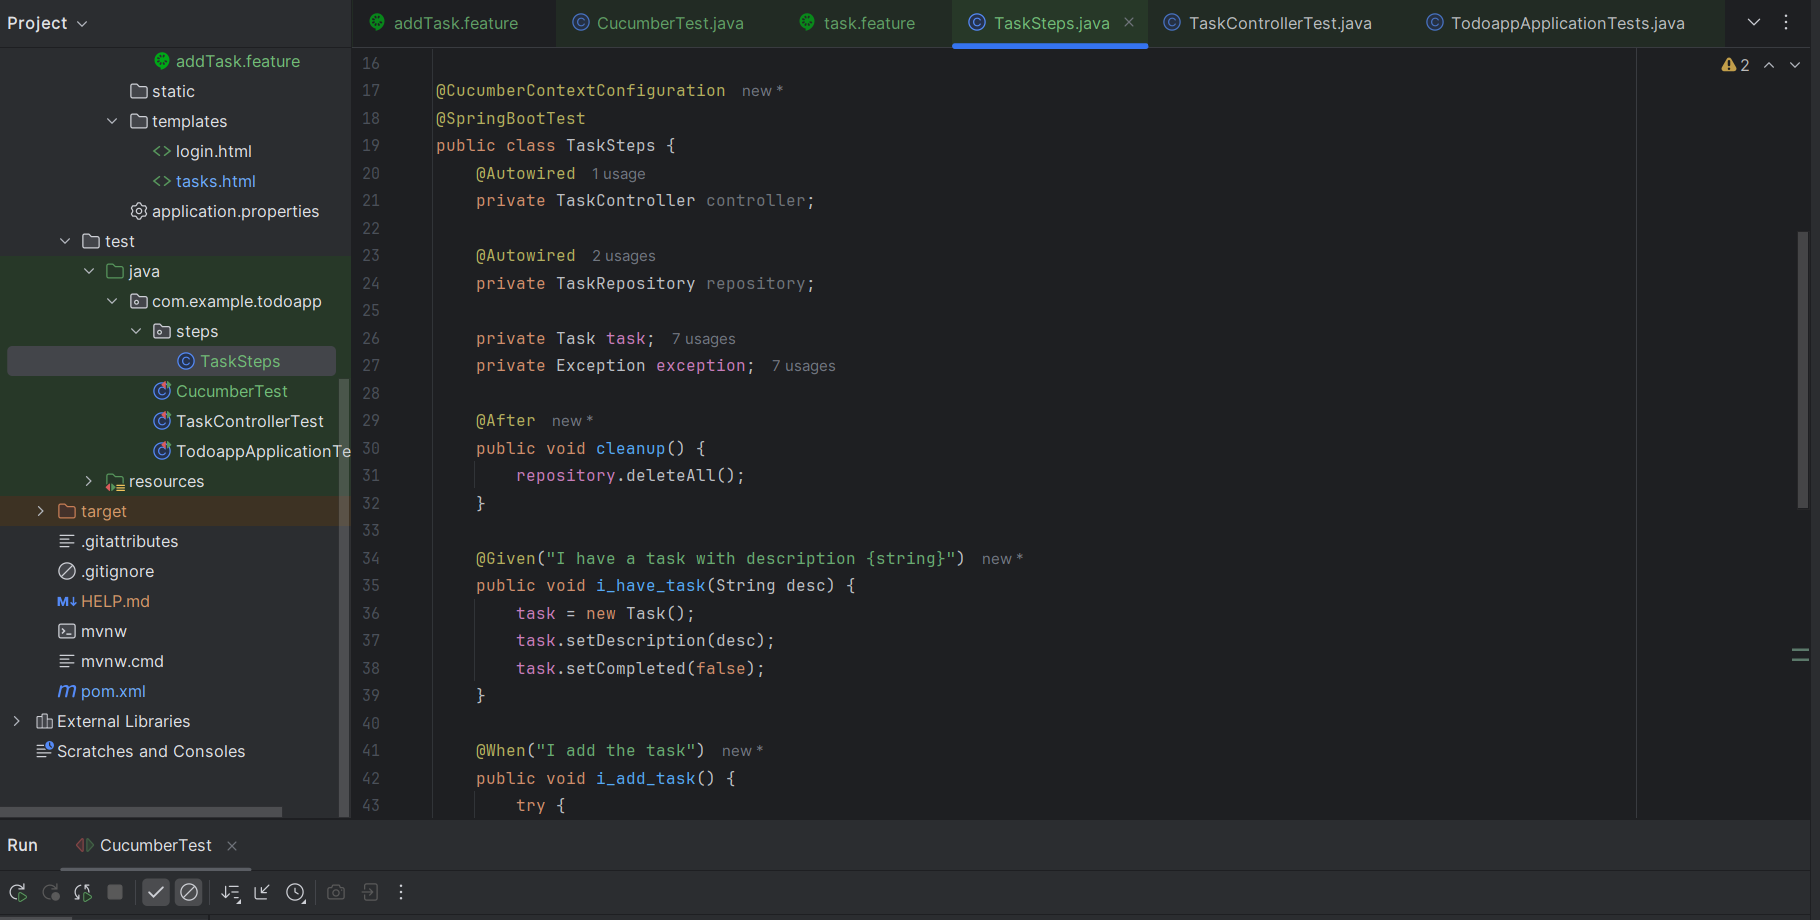 Project
addTask.feature
CucumberTest.java
task.feature
TaskSteps.java
TaskControllerTest.java
TodoappApplicationTests.java
addTask.feature
static
templates
login.html
tasks.html
application.properties
test
java
com.example.todoapp
steps
TaskSteps
CucumberTest
TaskControllerTest
TodoappApplicationTe
resources
target
.gitattributes
.gitignore
M↓ HELP.md
mvnw
mvnw.cmd
m pom.xml
External Libraries
Scratches and Consoles
2
16
17 @CucumberContextConfiguration new *
18 @SpringBootTest
19 public class TaskSteps {
20 @Autowired 1 usage
21 private TaskController controller;
22
23 @Autowired 2 usages
24 private TaskRepository repository;
25
26 private Task task; 7 usages
27 private Exception exception; 7 usages
28
29 @After new *
30 public void cleanup() {
31 repository.deleteAll();
32 }
33
34 @Given("I have a task with description {string}") new *
35 public void i_have_task(String desc) {
36 task = new Task();
37 task.setDescription(desc);
38 task.setCompleted(false);
39 }
40
41 @When("I add the task") new *
42 public void i_add_task() {
43 try {
Run
CucumberTest